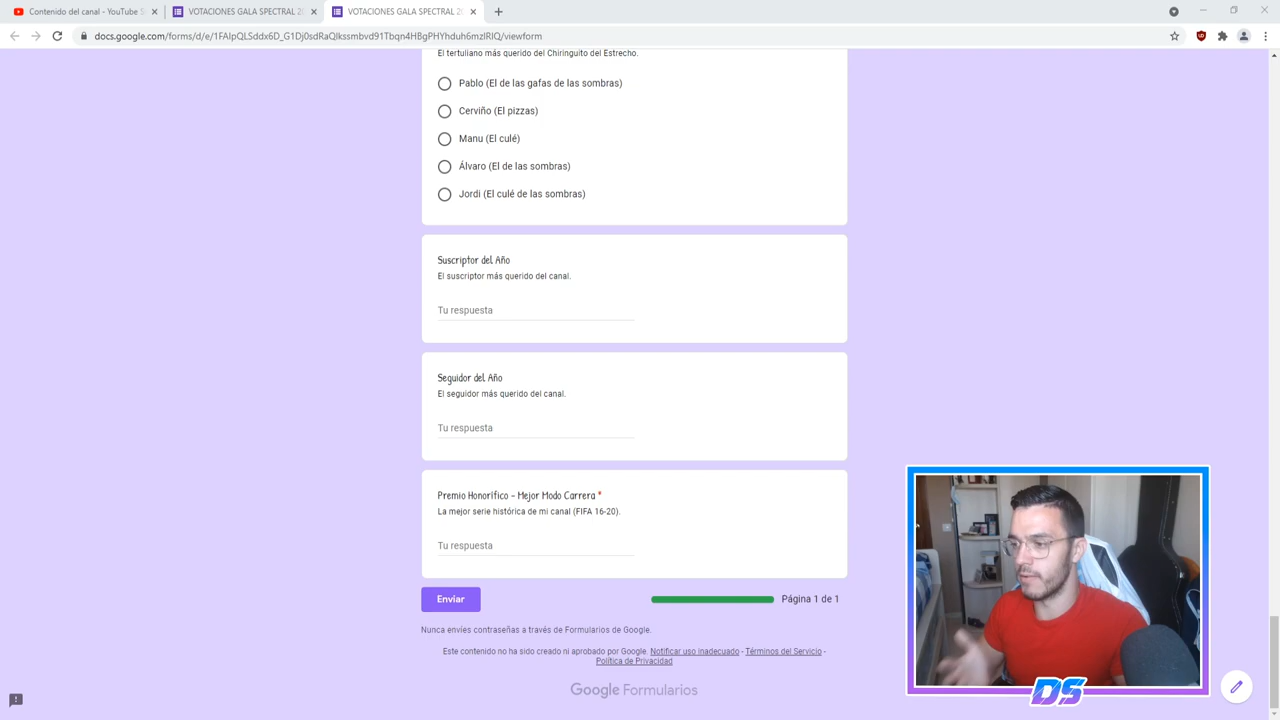 Contenido del canal - YouTube S
VOTACIONES GALA SPECTRAL 20
VOTACIONES GALA SPECTRAL 20
docs.google.com/forms/d/e/1FAIpQLSddx6D_G1Dj0sdRaQIkssmbvd91Tbqn4HBgPHYhduh6mzIRIQ/viewform
El tertuliano más querido del Chiringuito del Estrecho.
Pablo (El de las gafas de las sombras)
Cerviño (El pizzas)
Manu (El culé)
Álvaro (El de las sombras)
Jordi (El culé de las sombras)
Suscriptor del Año
El suscriptor más querido del canal.
Tu respuesta
Seguidor del Año
El seguidor más querido del canal.
Tu respuesta
Premio Honorífico - Mejor Modo Carrera *
La mejor serie histórica de mi canal (FIFA 16-20).
Tu respuesta
Enviar
Página 1 de 1
Nunca envíes contraseñas a través de Formularios de Google.
Este contenido no ha sido creado ni aprobado por Google. Notificar uso inadecuado - Términos del Servicio -
Política de Privacidad
Google Formularios
DS